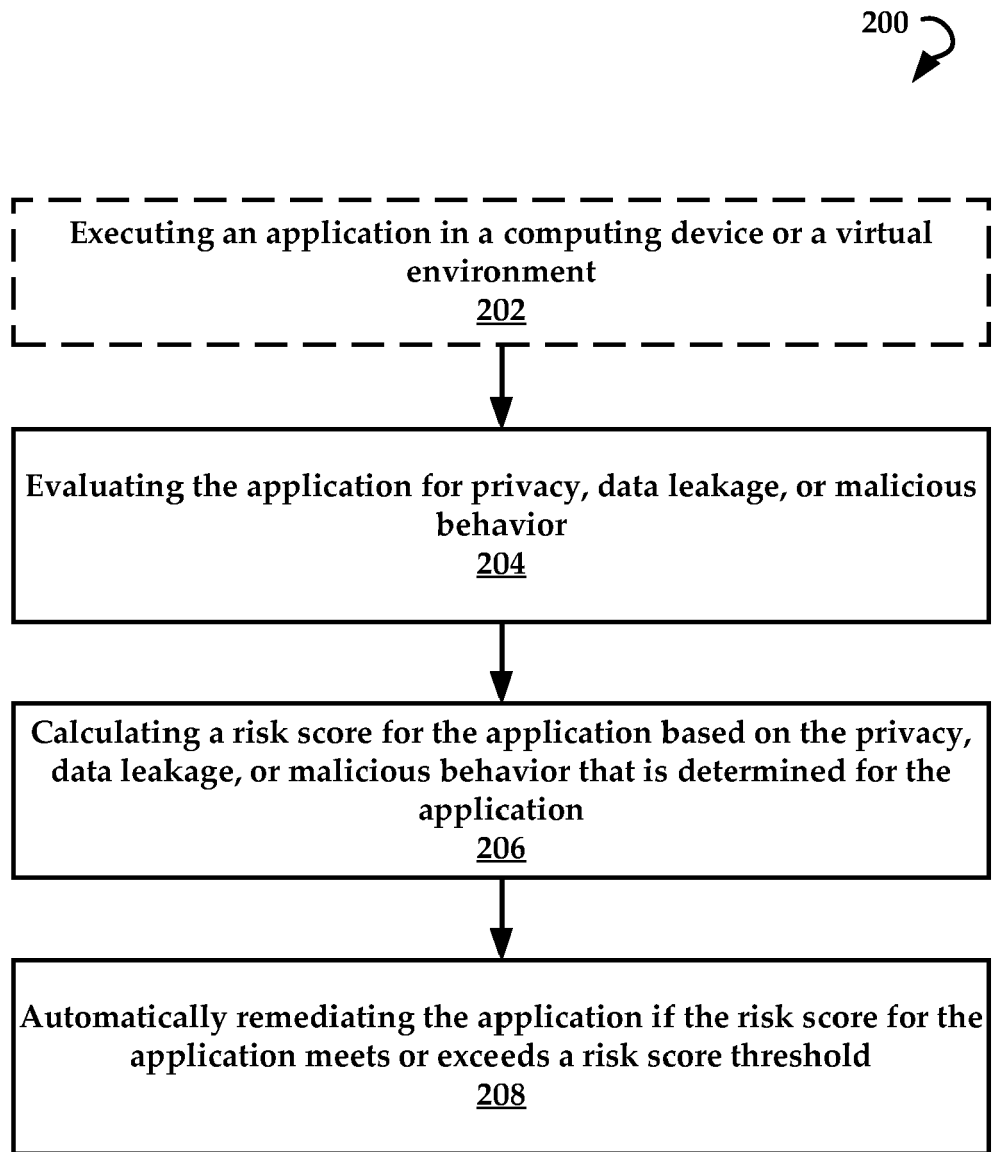 200
Executing an application in a computing device or a virtual
environment
202
Evaluating the application for privacy, data leakage, or malicious
behavior
204
Calculating a risk score for the application based on the privacy,
data leakage, or malicious behavior that is determined for the
application
206
Automatically remediating the application if the risk score for the
application meets or exceeds a risk score threshold
208